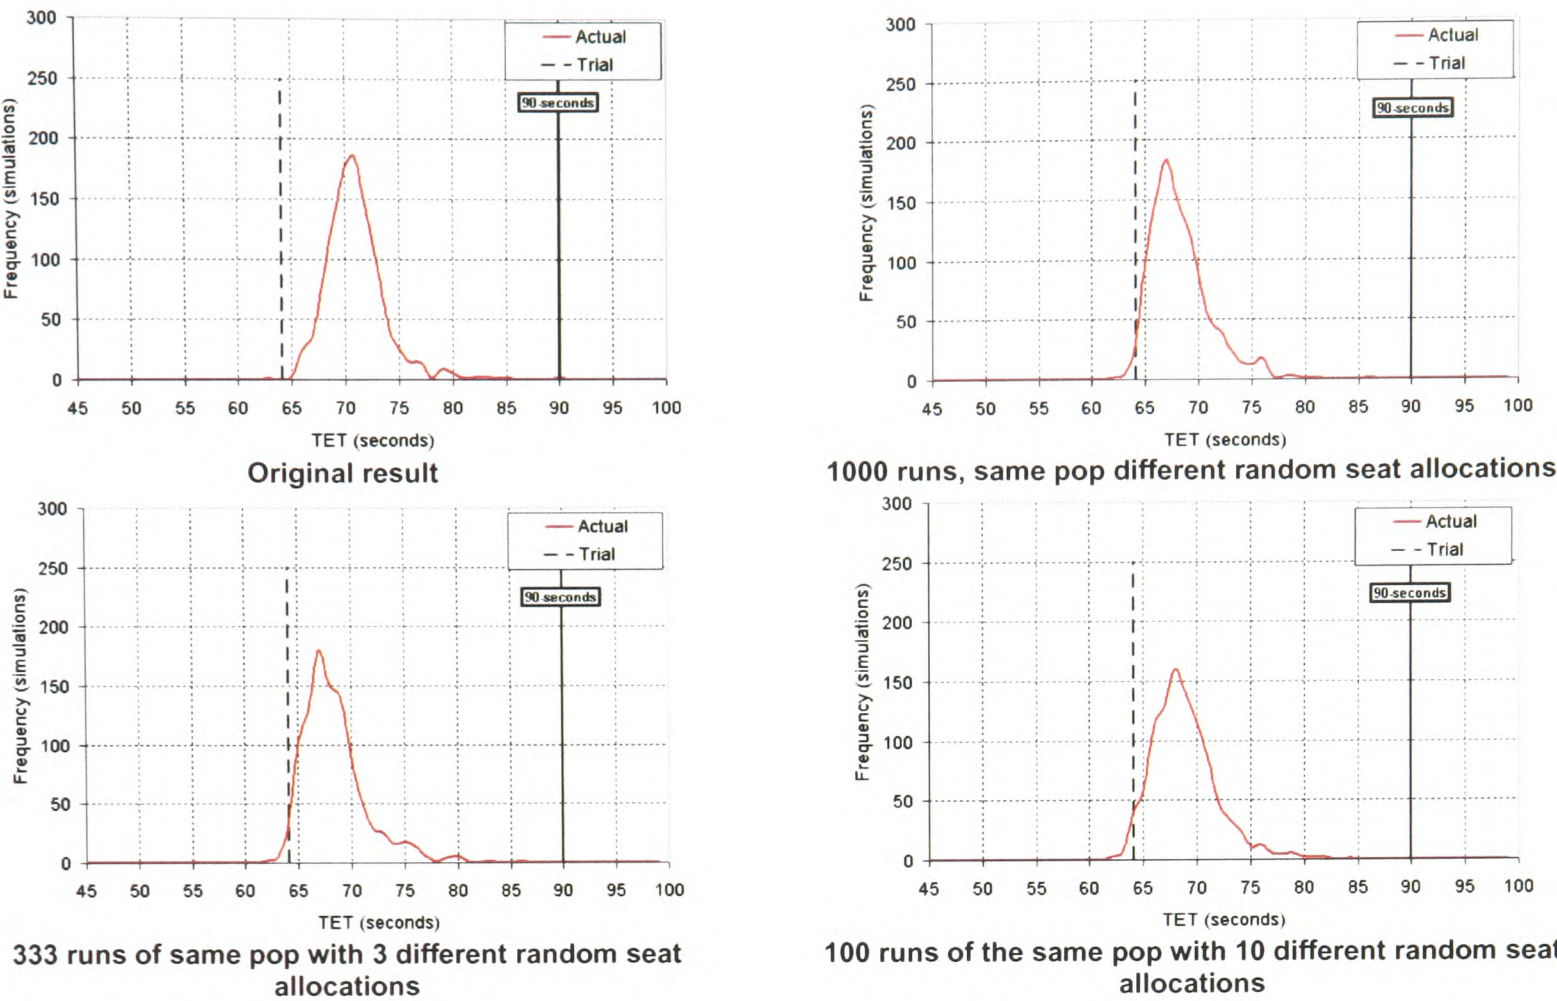 300
250
200
150
100
50
0
Frequency (simulations)
Actual
Trial
90-seconds
45 50 55 60 65 70 75 80 85 90 95 100
TET (seconds)
Original result
300
250
200
150
100
50
0
Frequency (simulations)
Actual
Trial
90-seconds
45 50 55 60 65 70 75 80 85 90 95 100
TET (seconds)
1000 runs, same pop different random seat allocations
300
250
200
150
100
50
0
Frequency (simulations)
Actual
Trial
90-seconds
45 50 55 60 65 70 75 80 85 90 95 100
TET (seconds)
333 runs of same pop with 3 different random seat
allocations
300
250
200
150
100
50
0
Frequency (simulations)
Actual
Trial
90-seconds
45 50 55 60 65 70 75 80 85 90 95 100
TET (seconds)
100 runs of the same pop with 10 different random seat
allocations